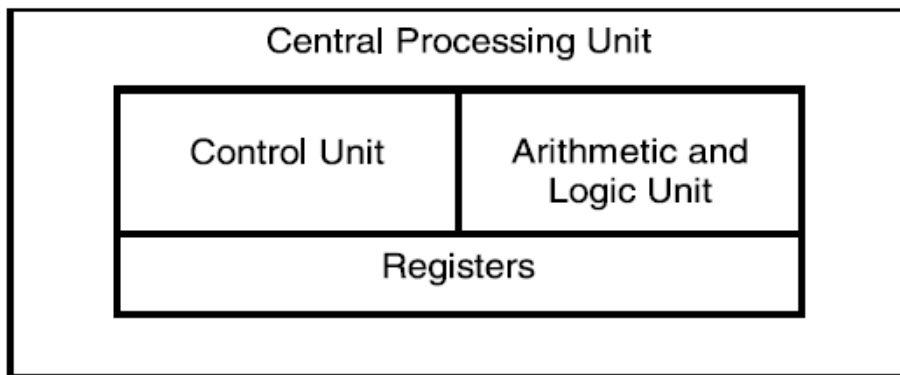 Central Processing Unit
Control Unit
Arithmetic and
Logic Unit
Registers